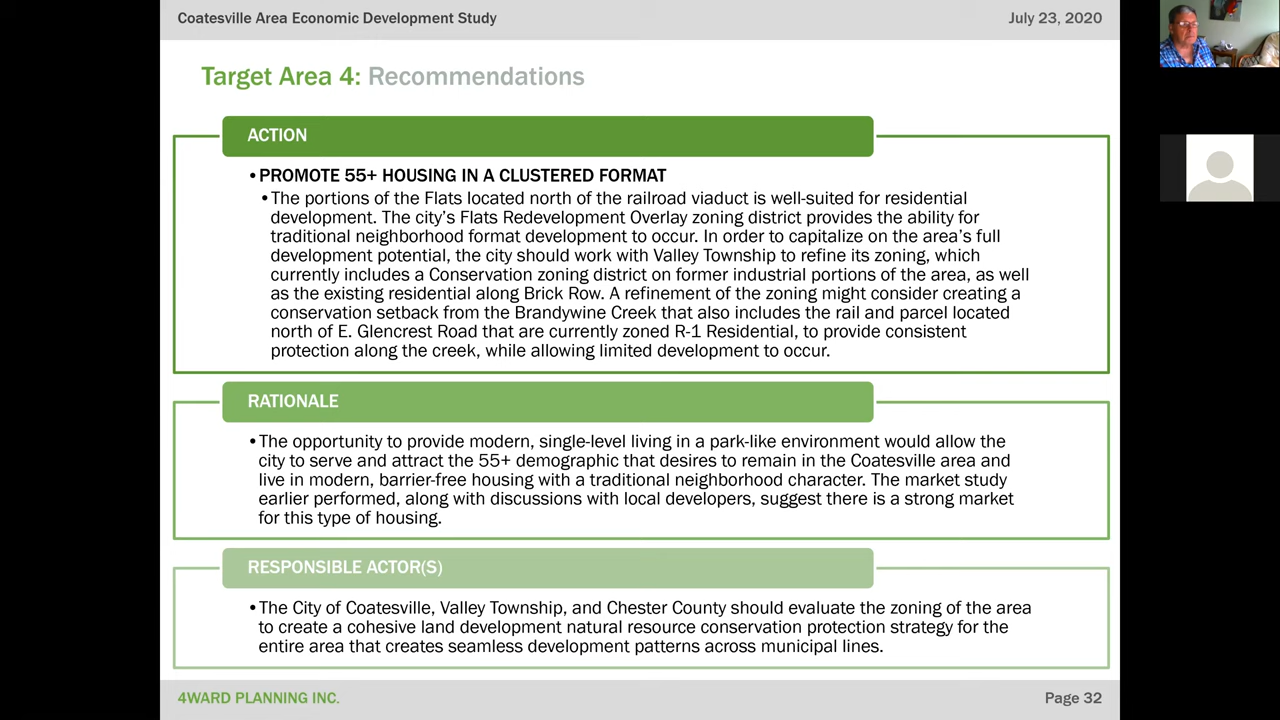 Coatesville Area Economic Development Study
July 23, 2020
Target Area 4: Recommendations
ACTION
•PROMOTE 55+ HOUSING IN A CLUSTERED FORMAT
•The portions of the Flats located north of the railroad viaduct is well-suited for residential
development. The city's Flats Redevelopment Overlay zoning district provides the ability for
traditional neighborhood format development to occur. In order to capitalize on the area's full
development potential, the city should work with Valley Township to refine its zoning, which
currently includes a Conservation zoning district on former industrial portions of the area, as well
as the existing residential along Brick Row. A refinement of the zoning might consider creating a
conservation setback from the Brandywine Creek that also includes the rail and parcel located
north of E. Glencrest Road that are currently zoned R-1 Residential, to provide consistent
protection along the creek, while allowing limited development to occur.
RATIONALE
•The opportunity to provide modern, single-level living in a park-like environment would allow the
city to serve and attract the 55+ demographic that desires to remain in the Coatesville area and
live in modern, barrier-free housing with a traditional neighborhood character. The market study
earlier performed, along with discussions with local developers, suggest there is a strong market
for this type of housing.
RESPONSIBLE ACTOR(S)
•The City of Coatesville, Valley Township, and Chester County should evaluate the zoning of the area
to create a cohesive land development natural resource conservation protection strategy for the
entire area that creates seamless development patterns across municipal lines.
4WARD PLANNING INC.
Page 32